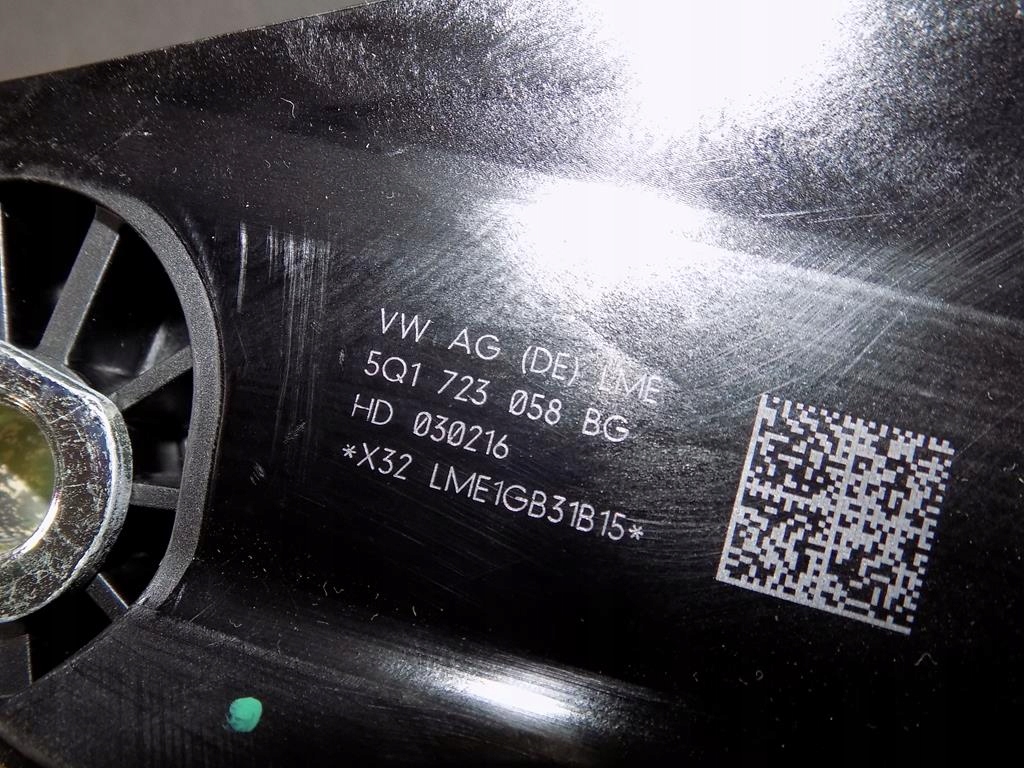 VW AG (DE) LME
5Q1 723 058 BG
HD 030216
*X32 LME1GB31B15*